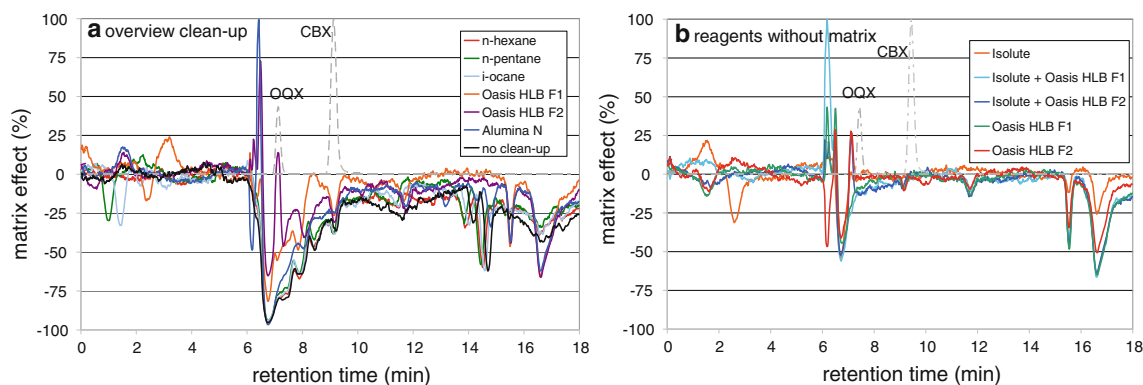 a overview clean-up
CBX
OQX
n-hexane
n-pentane
i-ocane
Oasis HLB F1
Oasis HLB F2
Alumina N
no clean-up
matrix effect (%)
100
75
50
25
0
-25
-50
-75
-100
0 2 4 6 8 10 12 14 16 18
retention time (min)
b reagents without matrix
CBX
OQX
Isolute
Isolute + Oasis HLB F1
Isolute + Oasis HLB F2
Oasis HLB F1
Oasis HLB F2
matrix effect (%)
100
75
50
25
0
-25
-50
-75
-100
0 2 4 6 8 10 12 14 16 18
retention time (min)